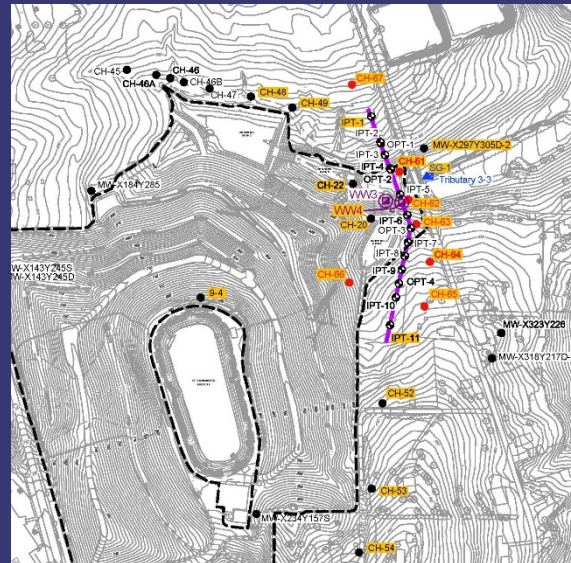 CH-67
CH-45
CH-46
CH-46A
CH-46B
CH-47
CH-48
CH-49
IPT-1
IPT-2
OPT-1
IPT-3
MW-X297Y305D-2
IPT-4
CH-61
OPT-2
SG-1
Tributary 3-3
CH-22
MW-X184Y285
IPT-5
WW3
CH-62
WW4
IPT-6
CH-20
CH-63
OPT-3
IPT-7
IPT-8
CH-64
W-X143Y245S
W-X143Y245D
IPT-9
CH-66
OPT-4
9-4
IPT-10
CH-65
IPT-11
MW-X323Y226
MW-X318Y217D-
CH-52
CH-53
MW-X234Y157S
CH-54